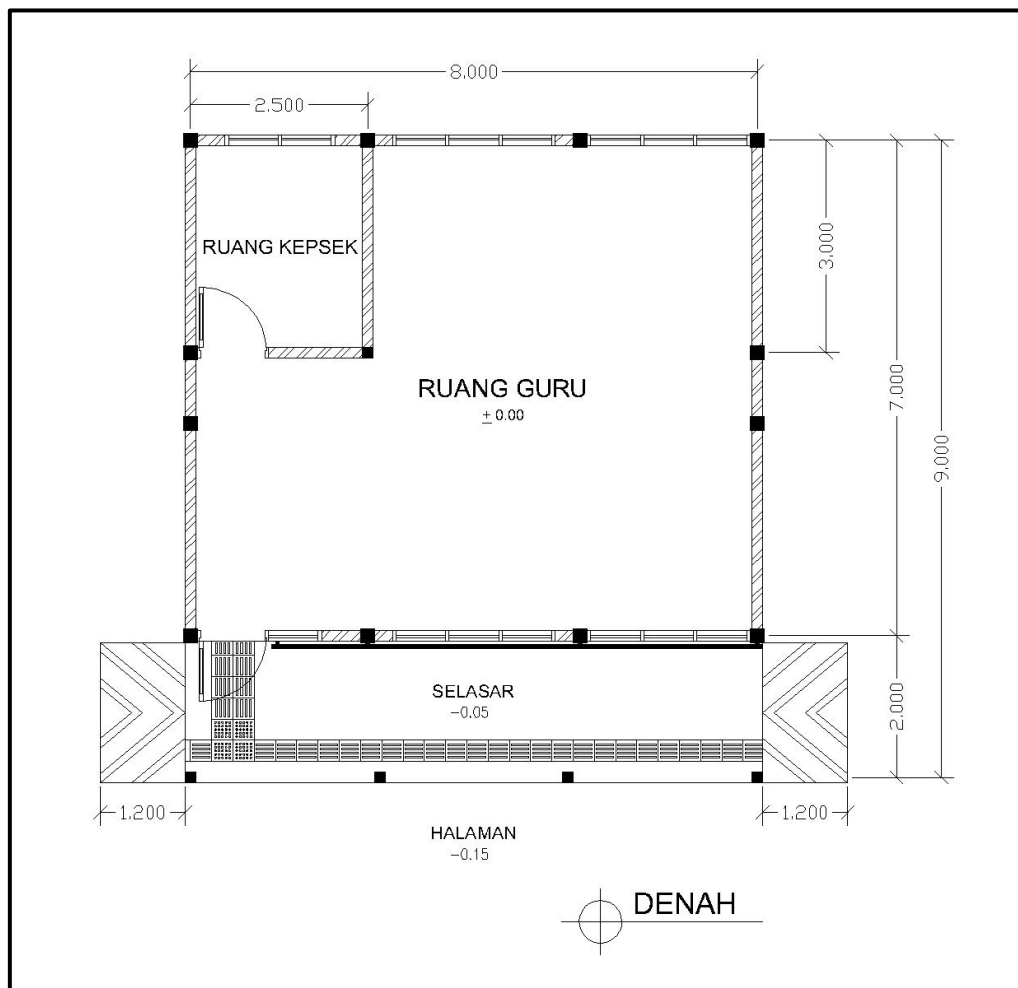 8.000
2.500
RUANG KEPSEK
3.000
RUANG GURU
± 0.00
7.000
9.000
SELASAR
-0.05
2.000
1.200
1.200
HALAMAN
-0.15
DENAH